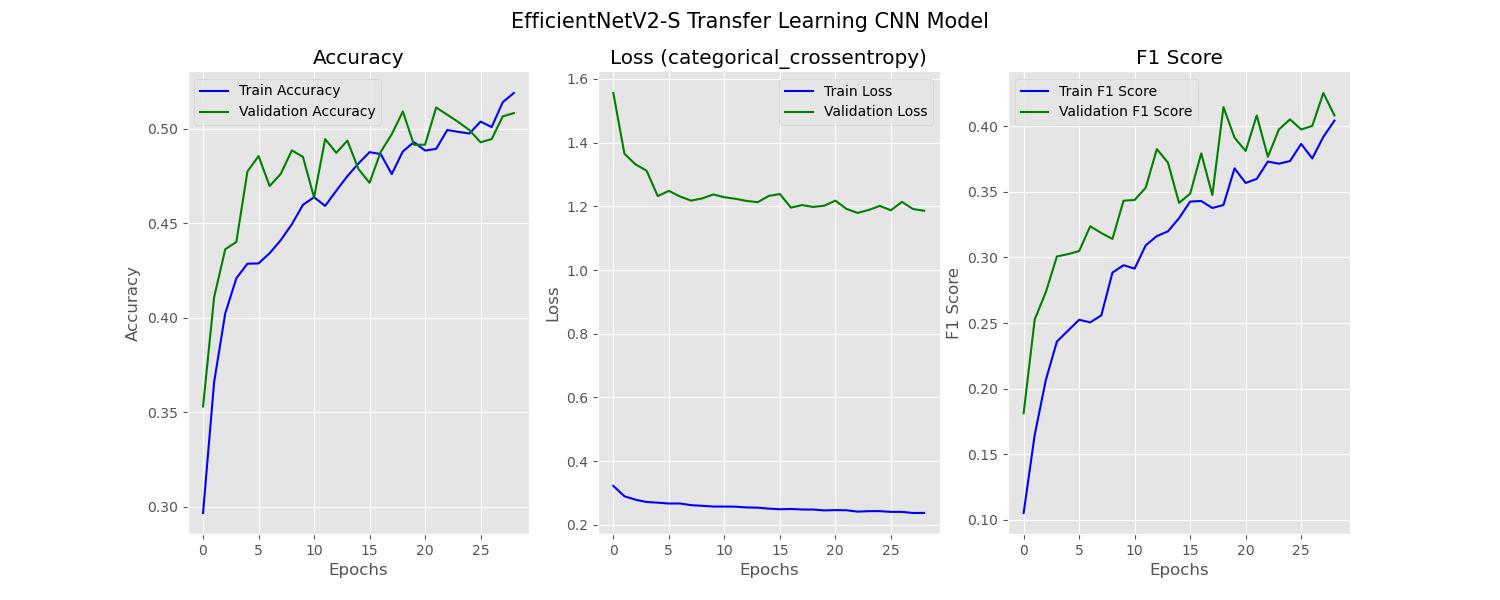 EfficientNetV2-S Transfer Learning CNN Model
Accuracy
Train Accuracy
Validation Accuracy
0.50
0.45
0.40
0.35
0.30
Accuracy
0 5 10 15 20 25
Epochs
Loss (categorical_crossentropy)
Train Loss
Validation Loss
1.6
1.4
1.2
1.0
0.8
0.6
0.4
0.2
Loss
0 5 10 15 20 25
Epochs
F1 Score
Train F1 Score
Validation F1 Score
0.40
0.35
0.30
0.25
0.20
0.15
0.10
F1 Score
0 5 10 15 20 25
Epochs